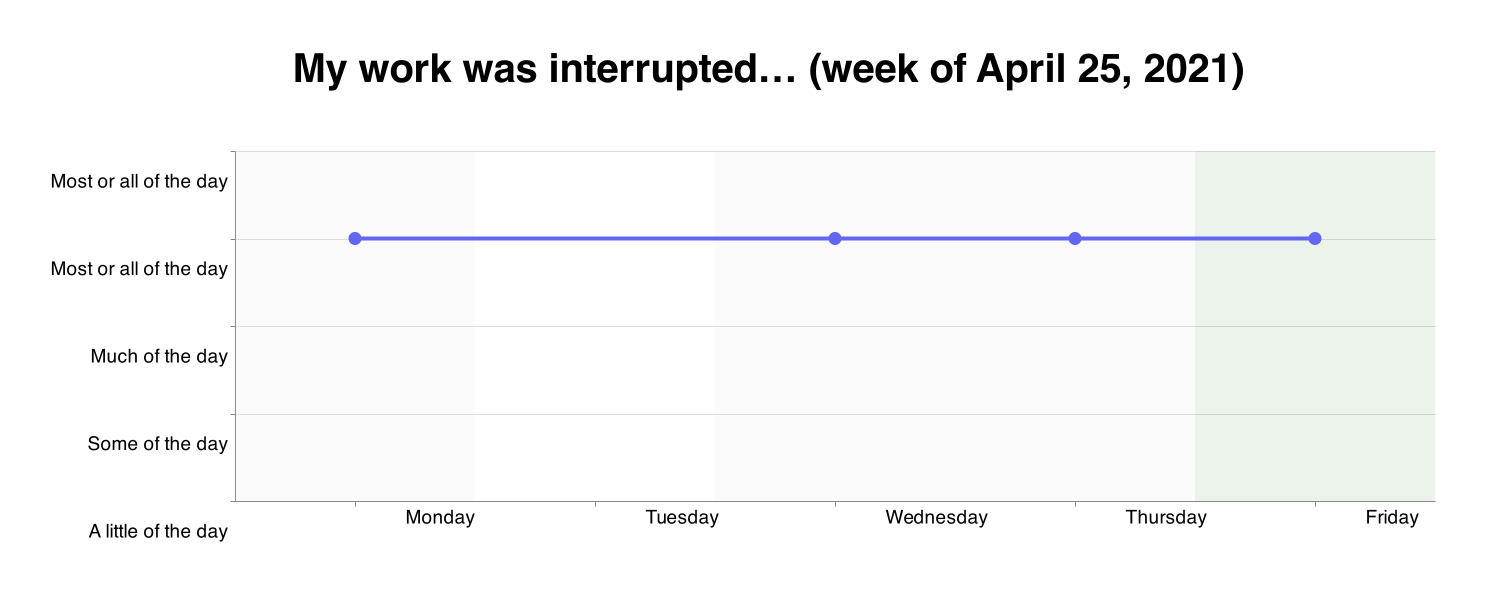 My work was interrupted… (week of April 25, 2021)
Most or all of the day
Most or all of the day
Much of the day
Some of the day
A little of the day
Monday
Tuesday
Wednesday
Thursday
Friday